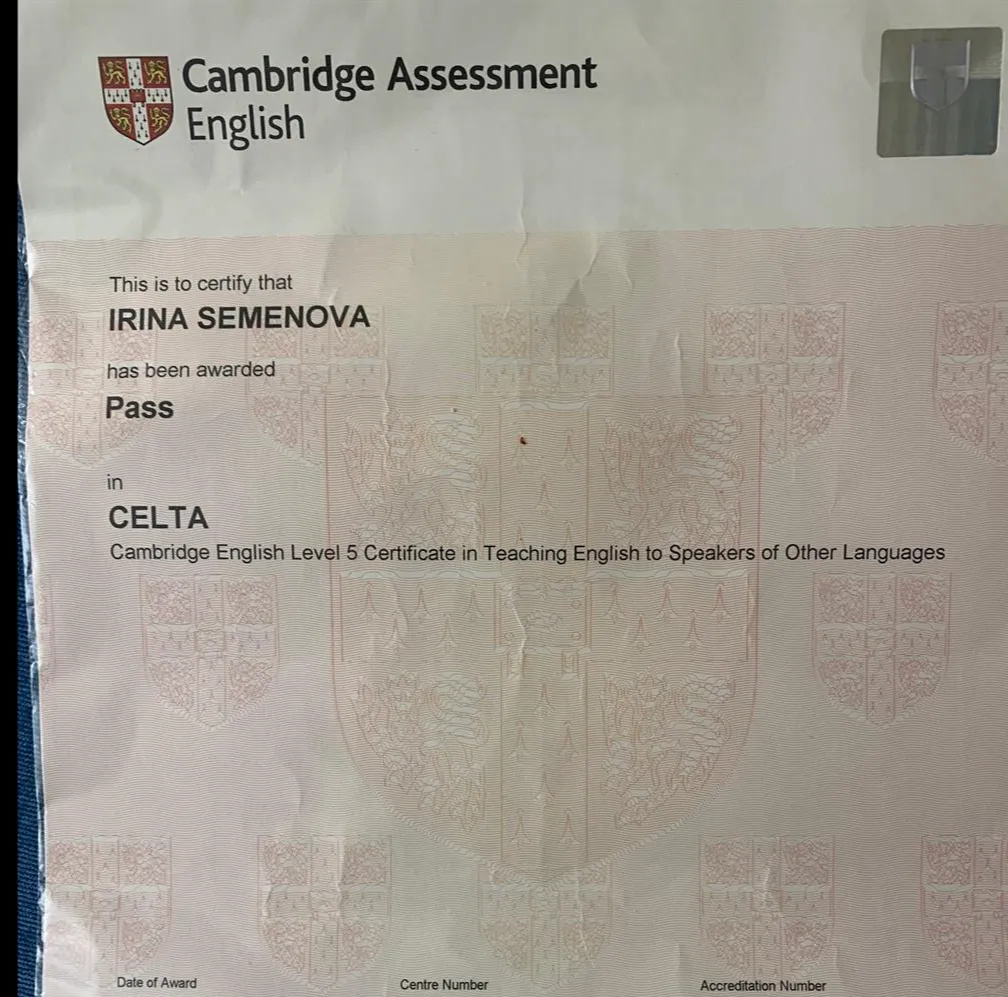 Cambridge Assessment
English
This is to certify that
IRINA SEMENOVA
has been awarded
Pass
in
CELTA
Cambridge English Level 5 Certificate in Teaching English to Speakers of Other Languages
Date of Award
Centre Number
Accreditation Number